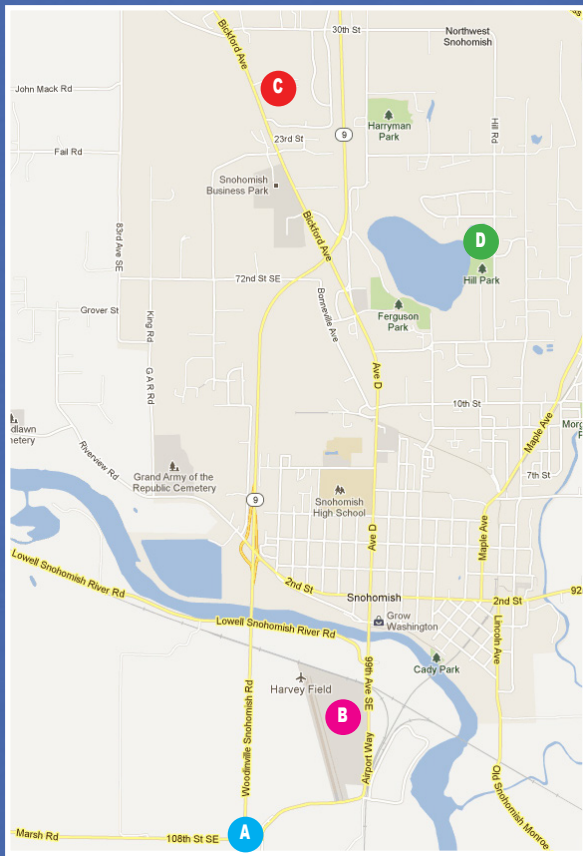 30th St
Northwest
Snohomish
Bickford Ave
C
John Mack Rd
Hill Rd
Harryman
Park
9
23rd St
Fail Rd
Snohomish
Business Park
83rd Ave SE
Bickford Ave
D
Hill Park
72nd St SE
Bonneville Ave
Grover St
King Rd
Ferguson
Park
G A R Rd
Ave D
10th St
Maple Ave
dlawn
netery
Morg
P
Riverview Rd
Grand Army of the
Republic Cemetery
7th St
9
Snohomish
High School
Ave D
Maple Ave
Lowell Snohomish River Rd
2nd St
Snohomish
2nd St
92
Grow
Washington
Lowell Snohomish River Rd
Lincoln Ave
Cady Park
99th Ave SE
Harvey Field
B
Woodinville Snohomish Rd
Airport Way
Old Snohomish Monroe
Marsh Rd
108th St SE
A